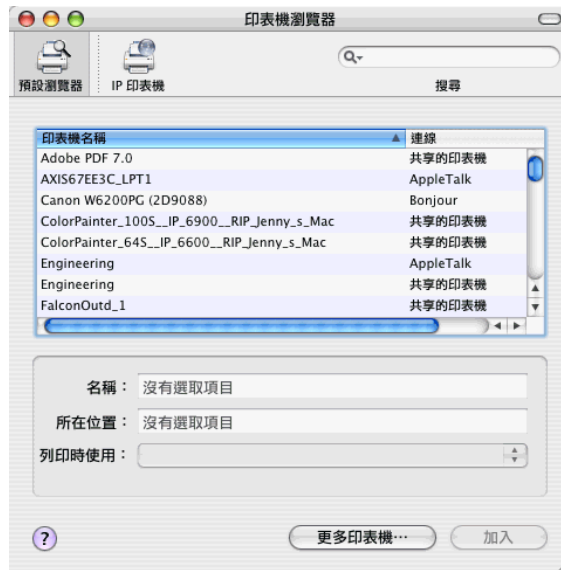 印表機瀏覽器
預設瀏覽器 IP 印表機 搜尋
印表機名稱 連線
Adobe PDF 7.0 共享的印表機
AXIS67EE3C_LPT1 AppleTalk
Canon W6200PG (2D9088) Bonjour
ColorPainter_100S__IP_6900__RIP_Jenny_s_Mac 共享的印表機
ColorPainter_64S__IP_6600__RIP_Jenny_s_Mac 共享的印表機
Engineering AppleTalk
Engineering 共享的印表機
FalconOutd_1 共享的印表機
名稱： 沒有選取項目
所在位置： 沒有選取項目
列印時使用：
? 更多印表機… 加入